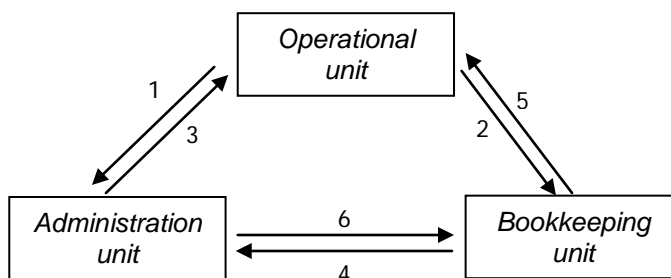 Operational
unit
1
5
3
2
6
Administration
unit
Bookkeeping
unit
4